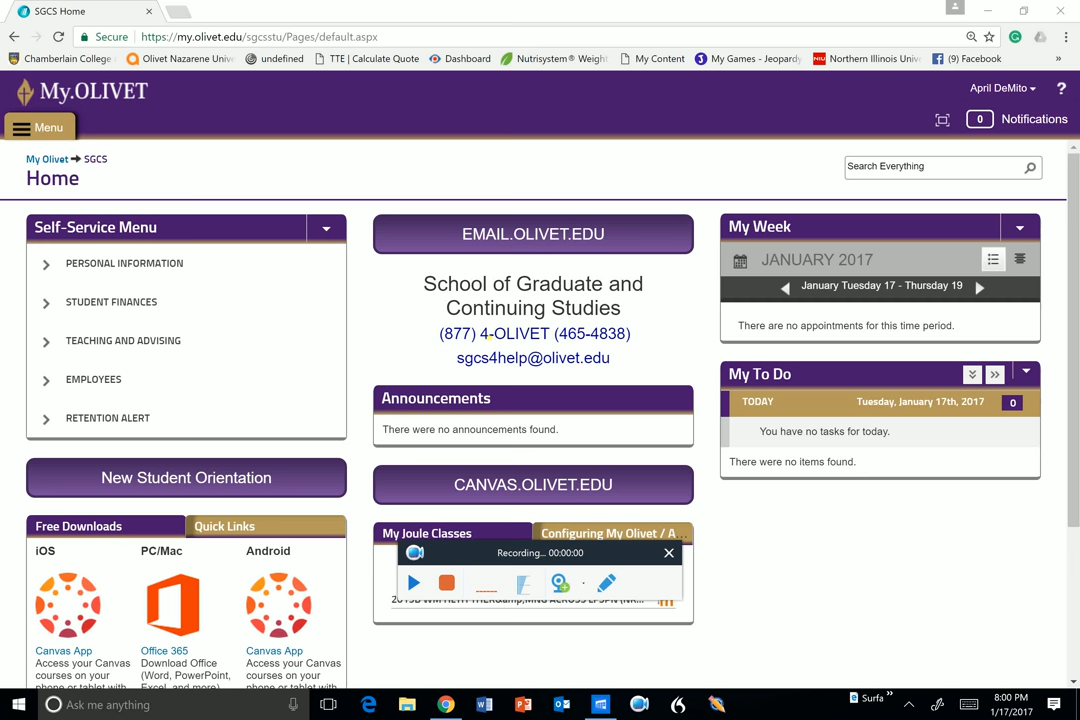 SGCS Home
Secure
https://my.olivet.edu/sgcsstu/Pages/default.aspx
Chamberlain College
Olivet Nazarene Univ
undefined
TTE | Calculate Quote
Dashboard
Nutrisystem® Weight
My Content
My Games - Jeopardy
NIU
Northern Illinois Univ
(9) Facebook
»
My.OLIVET
April DeMito
?
Menu
0
Notifications
My Olivet → SGCS
Home
Search Everything
Self-Service Menu
PERSONAL INFORMATION
STUDENT FINANCES
TEACHING AND ADVISING
EMPLOYEES
RETENTION ALERT
New Student Orientation
Free Downloads
Quick Links
iOS
PC/Mac
Android
Canvas App
Access your Canvas
courses on your
phone or tablet with
Office 365
Download Office
(Word, PowerPoint,
Excel, and more)
Canvas App
Access your Canvas
courses on your
phone or tablet with
EMAIL.OLIVET.EDU
School of Graduate and
Continuing Studies
(877) 4-OLIVET (465-4838)
sgcs4help@olivet.edu
Announcements
There were no announcements found.
CANVAS.OLIVET.EDU
My Joule Classes
Configuring My Olivet / A...
Recording... 00:00:00
My Week
JANUARY 2017
January Tuesday 17 - Thursday 19
There are no appointments for this time period.
My To Do
TODAY
Tuesday, January 17th, 2017
0
You have no tasks for today.
There were no items found.
Ask me anything
Surfa
»
8:00 PM
1/17/2017